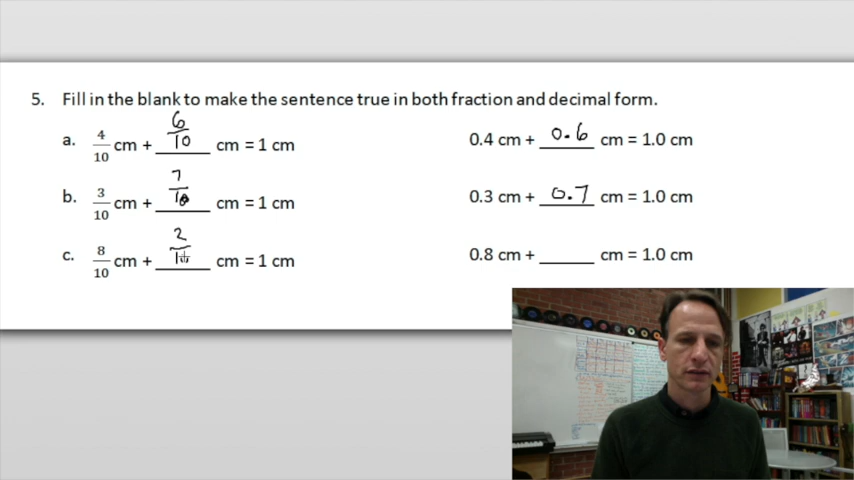 5. Fill in the blank to make the sentence true in both fraction and decimal form.
a. 4/10 cm + 6/10 cm = 1 cm 0.4 cm + 0.6 cm = 1.0 cm
b. 3/10 cm + 7/10 cm = 1 cm 0.3 cm + 0.7 cm = 1.0 cm
c. 8/10 cm + 2/1 cm = 1 cm 0.8 cm + ______ cm = 1.0 cm